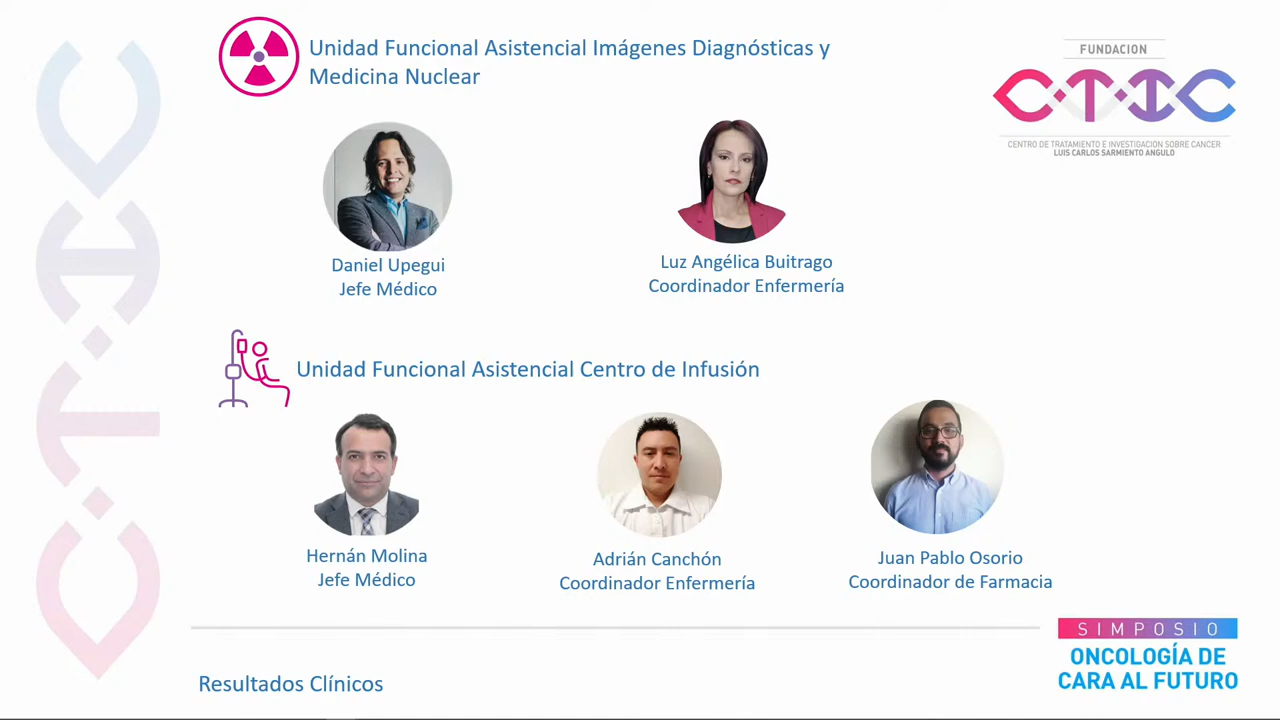 Unidad Funcional Asistencial Imágenes Diagnósticas y
Medicina Nuclear
FUNDACION
CTIC
CENTRO DE TRATAMIENTO E INVESTIGACIÓN SOBRE CÁNCER
LUIS CARLOS SARMIENTO ANGULO
Daniel Upegui
Jefe Médico
Luz Angélica Buitrago
Coordinador Enfermería
Unidad Funcional Asistencial Centro de Infusión
Hernán Molina
Jefe Médico
Adrián Canchón
Coordinador Enfermería
Juan Pablo Osorio
Coordinador de Farmacia
SIMPOSIO
ONCOLOGÍA DE
CARA AL FUTURO
Resultados Clínicos
CTIC